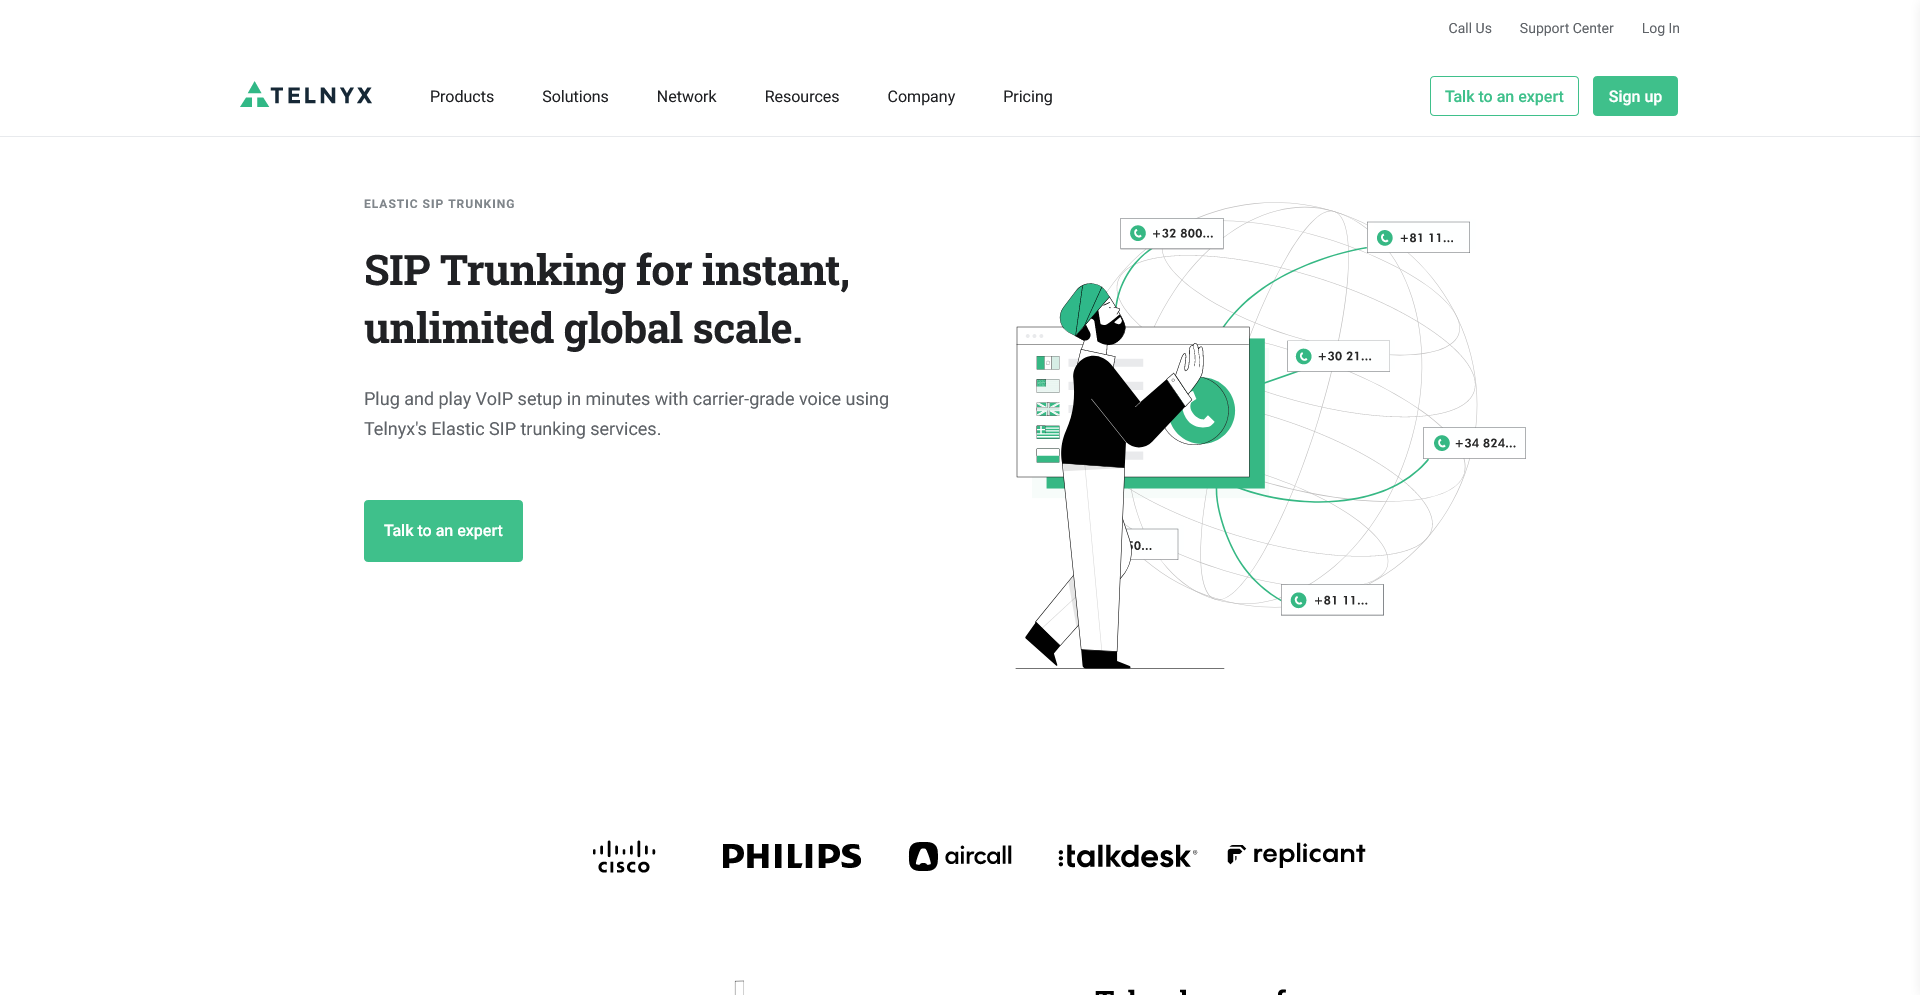 Call Us Support Center Log In
TELNYX Products Solutions Network Resources Company Pricing Talk to an expert Sign up
ELASTIC SIP TRUNKING
SIP Trunking for instant,
unlimited global scale.
Plug and play VoIP setup in minutes with carrier-grade voice using
Telnyx's Elastic SIP trunking services.
Talk to an expert
+32 800...
+81 11...
+30 21...
+34 824...
50...
+81 11...
CISCO PHILIPS aircall :talkdesk® replicant